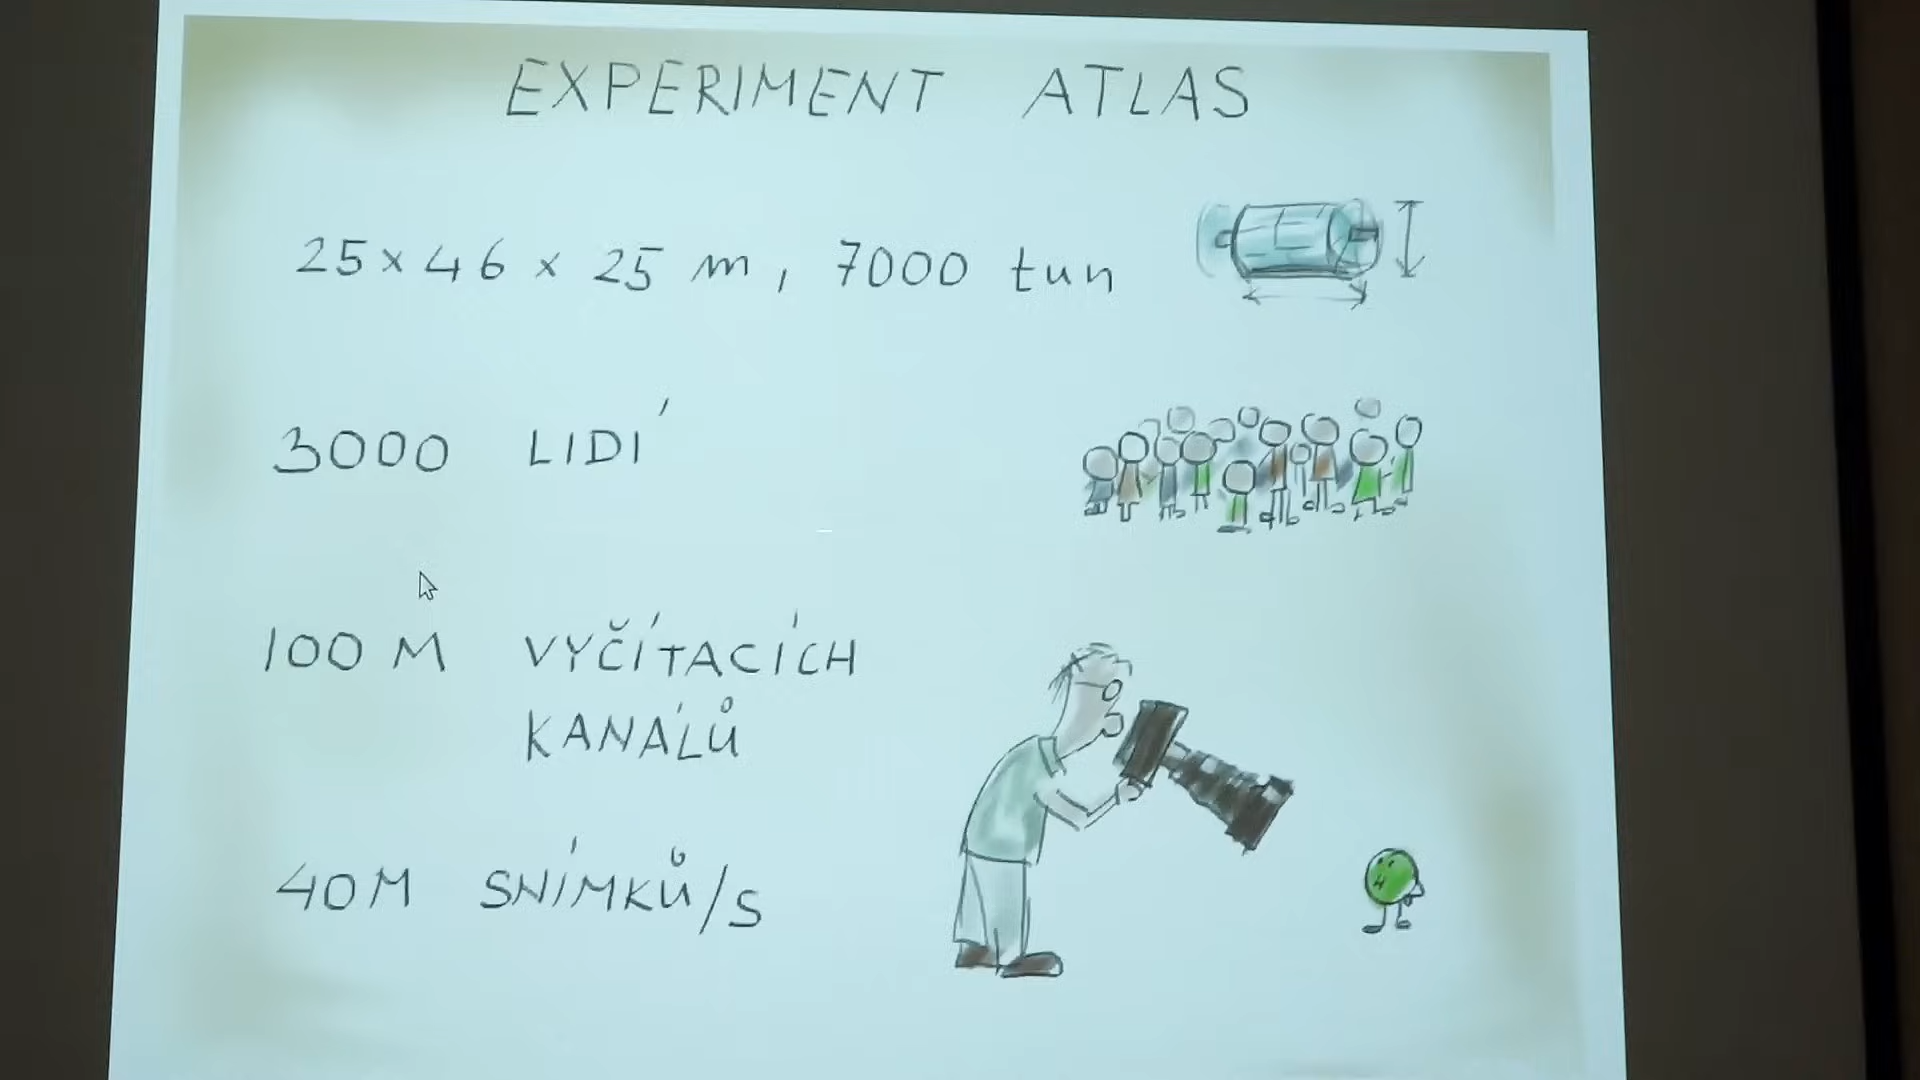 EXPERIMENT ATLAS
25 x 46 x 25 m, 7000 tun
3000 LIDÍ
100 M VYČÍTACÍCH
KANÁLŮ
40M SNÍMKŮ/S